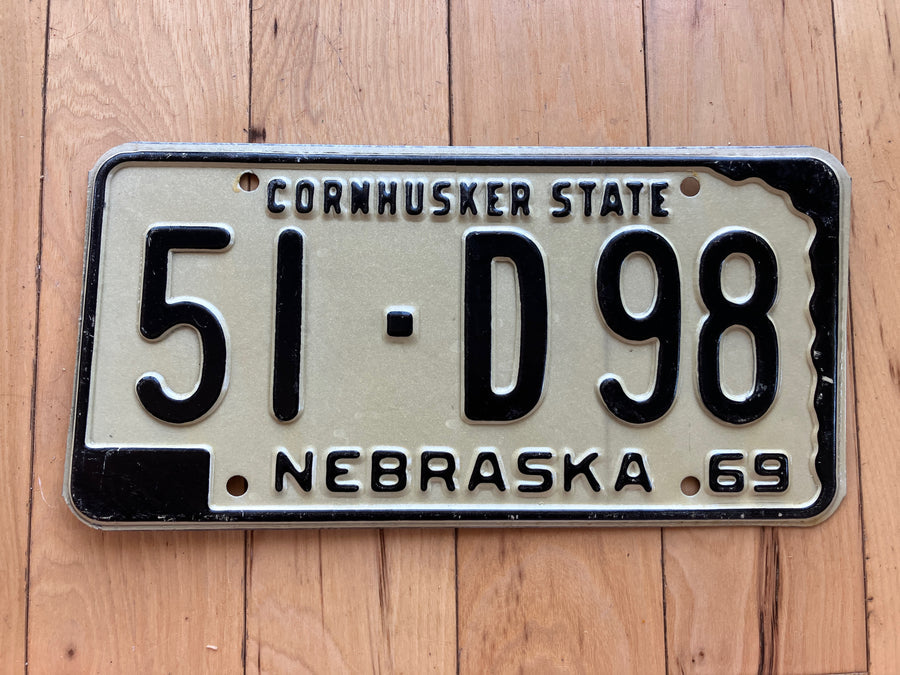 CORNHUSKER STATE
51·D98
NEBRASKA 69